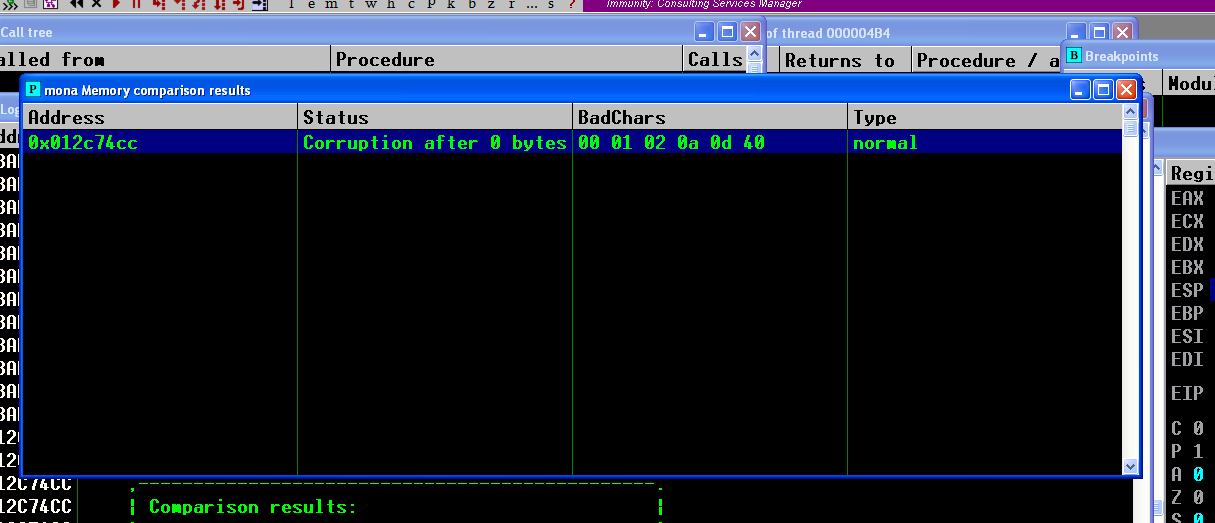 l e m t w h c p k b z r ... s ? Immunity: Consulting Services Manager
Call tree
of thread 000004B4
alled from Procedure Calls
Returns to Procedure / a
Breakpoints
Modul
mona Memory comparison results
Address Status BadChars Type
0x012c74cc Corruption after 0 bytes 00 01 02 0a 0d 40 normal
Regi
EAX
ECX
EDX
EBX
ESP
EBP
ESI
EDI
EIP
C 0
P 1
A 0
Z 0
S 0
12C74CC ,-----------------------------------------------.
12C74CC | Comparison results: |